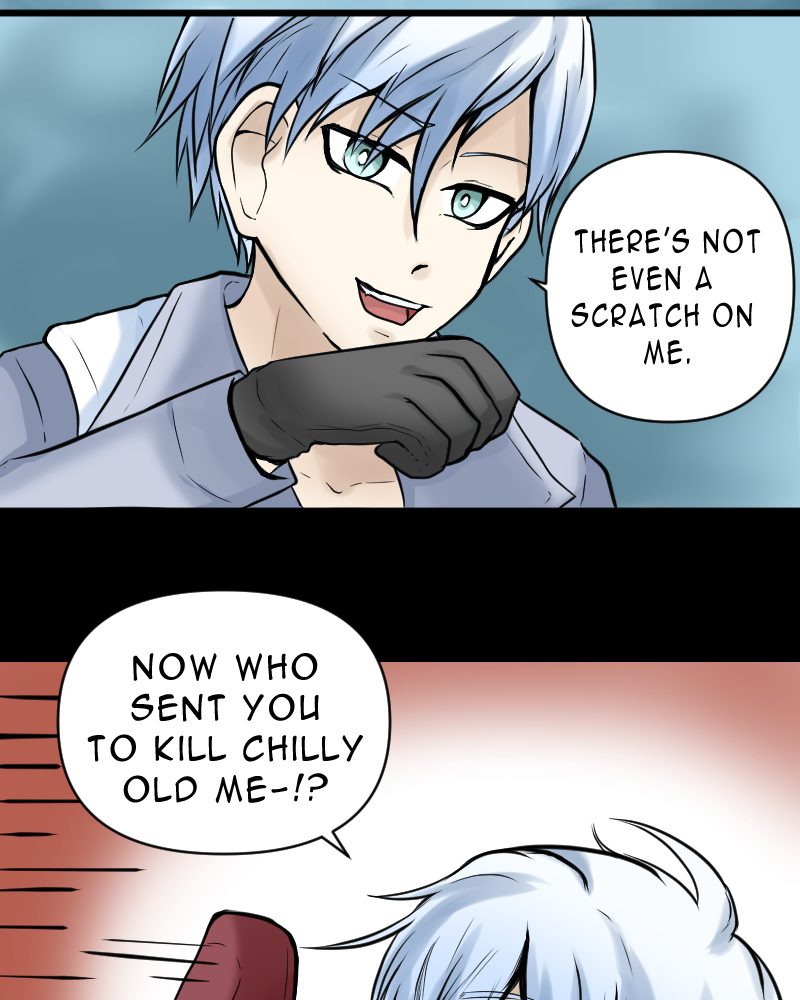 THERE'S NOT
EVEN A
SCRATCH ON
ME.
NOW WHO
SENT YOU
TO KILL CHILLY
OLD ME-!?